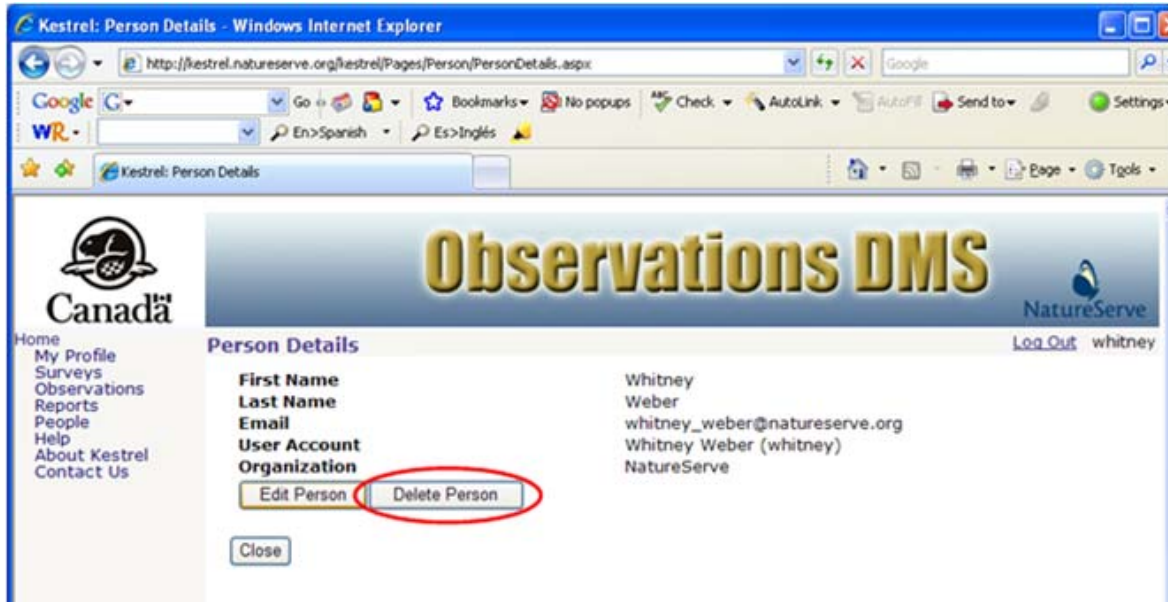 Kestrel: Person Details - Windows Internet Explorer
http://kestrel.natureserve.org/kestrel/Pages/Person/PersonDetails.aspx Google
Google G Go Bookmarks No popups ABC Check AutoLink AutoFill Send to Settings
WR. En>Spanish Es>Inglés
Kestrel: Person Details Page Tools
Canada
Observations DMS
NatureServe
Home
My Profile
Surveys
Observations
Reports
People
Help
About Kestrel
Contact Us
Person Details Log Out whitney
First Name Whitney
Last Name Weber
Email whitney_weber@natureserve.org
User Account Whitney Weber (whitney)
Organization NatureServe
Edit Person Delete Person
Close